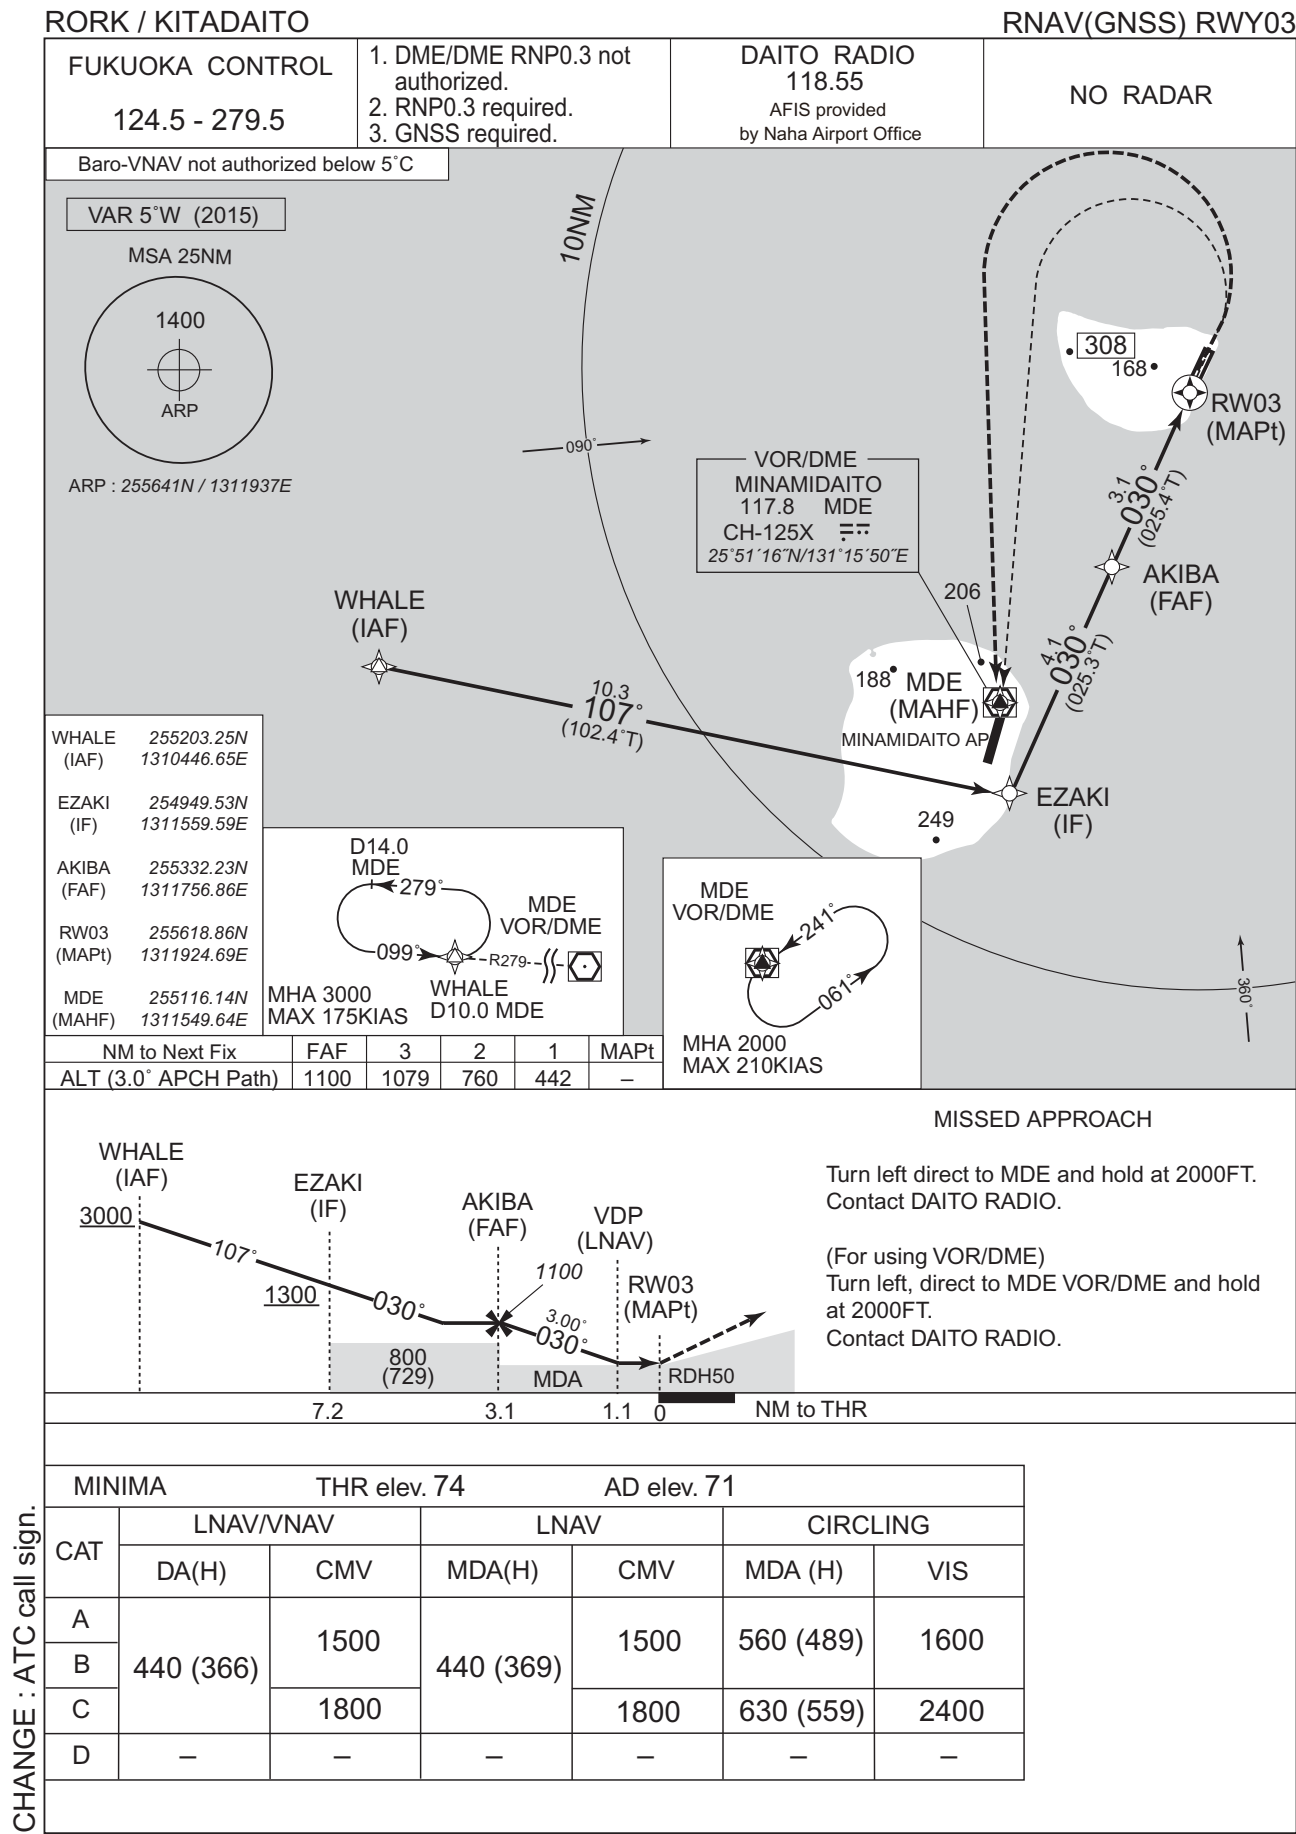 RORK / KITADAITO
RNAV(GNSS) RWY03
FUKUOKA CONTROL
124.5 - 279.5
1. DME/DME RNP0.3 not
authorized.
2. RNP0.3 required.
3. GNSS required.
DAITO RADIO
118.55
AFIS provided
by Naha Airport Office
NO RADAR
Baro-VNAV not authorized below 5˚C
VAR 5˚W (2015)
MSA 25NM
1400
ARP
ARP : 255641N / 1311937E
10NM
090˚
308
168
RW03
(MAPt)
3.1
030˚
(025.4˚T)
VOR/DME
MINAMIDAITO
117.8 MDE
CH-125X
25˚51´16˝N/131˚15´50˝E
AKIBA
(FAF)
206
WHALE
(IAF)
4.1
030˚
(025.3˚T)
188
MDE
(MAHF)
MINAMIDAITO AP
10.3
107˚
(102.4˚T)
EZAKI
(IF)
249
360˚
WHALE 255203.25N
(IAF) 1310446.65E
EZAKI 254949.53N
(IF) 1311559.59E
AKIBA 255332.23N
(FAF) 1311756.86E
RW03 255618.86N
(MAPt) 1311924.69E
MDE 255116.14N
(MAHF) 1311549.64E
D14.0
MDE
279˚
099˚
R279
MDE
VOR/DME
WHALE
D10.0 MDE
MHA 3000
MAX 175KIAS
MDE
VOR/DME
241˚
061˚
MHA 2000
MAX 210KIAS
NM to Next Fix FAF 3 2 1 MAPt
ALT (3.0˚ APCH Path) 1100 1079 760 442 –
WHALE
(IAF)
3000
107˚
EZAKI
(IF)
1300
030˚
AKIBA
(FAF)
1100
3.00˚
030˚
VDP
(LNAV)
RW03
(MAPt)
800
(729)
MDA
RDH50
7.2 3.1 1.1 0 NM to THR
MISSED APPROACH
Turn left direct to MDE and hold at 2000FT.
Contact DAITO RADIO.
(For using VOR/DME)
Turn left, direct to MDE VOR/DME and hold
at 2000FT.
Contact DAITO RADIO.
MINIMA THR elev. 74 AD elev. 71
CAT LNAV/VNAV LNAV CIRCLING
DA(H) CMV MDA(H) CMV MDA (H) VIS
A
B
440 (366) 1500 440 (369) 1500 560 (489) 1600
C 1800 1800 630 (559) 2400
D – – – – – –
CHANGE : ATC call sign.